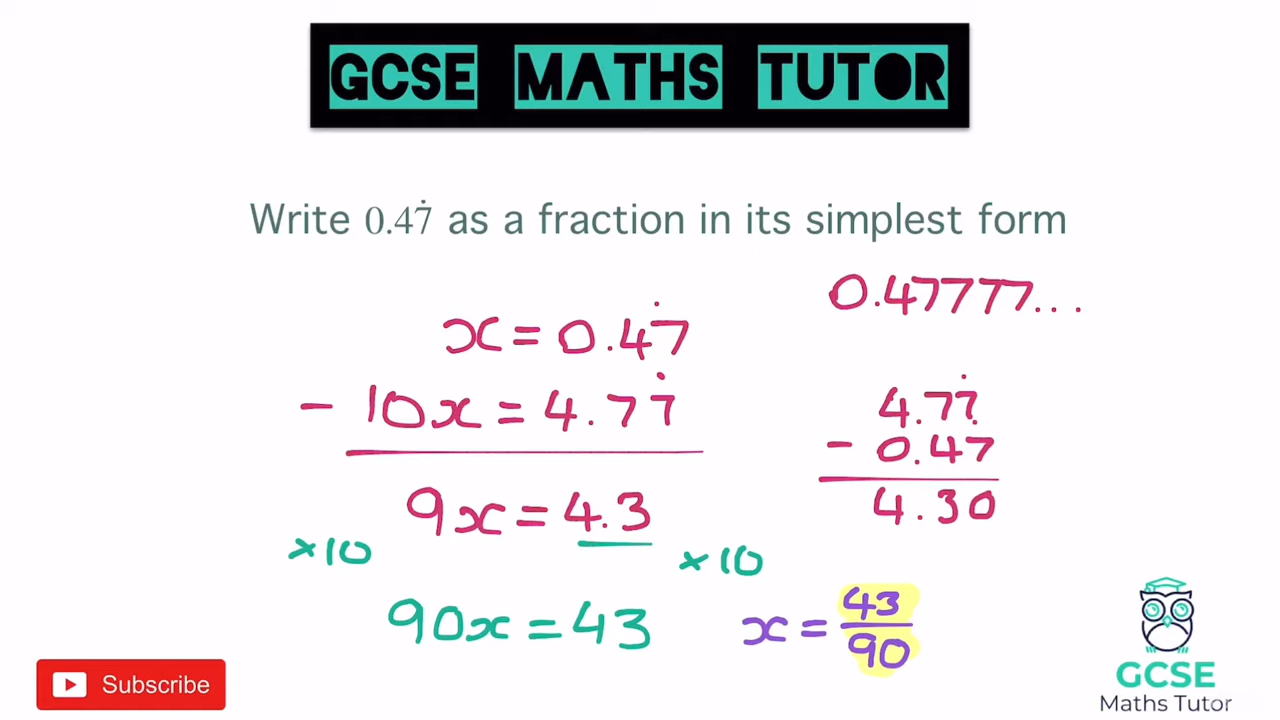 GCSE MATHS TUTOR
Write 0.47̇ as a fraction in its simplest form
0.47777...
x = 0.47̇
- 10x = 4.77̇
9x = 4.3
4.77̇
- 0.47̇
4.30
×10
×10
90x = 43
x = 43/90
Subscribe
GCSE
Maths Tutor